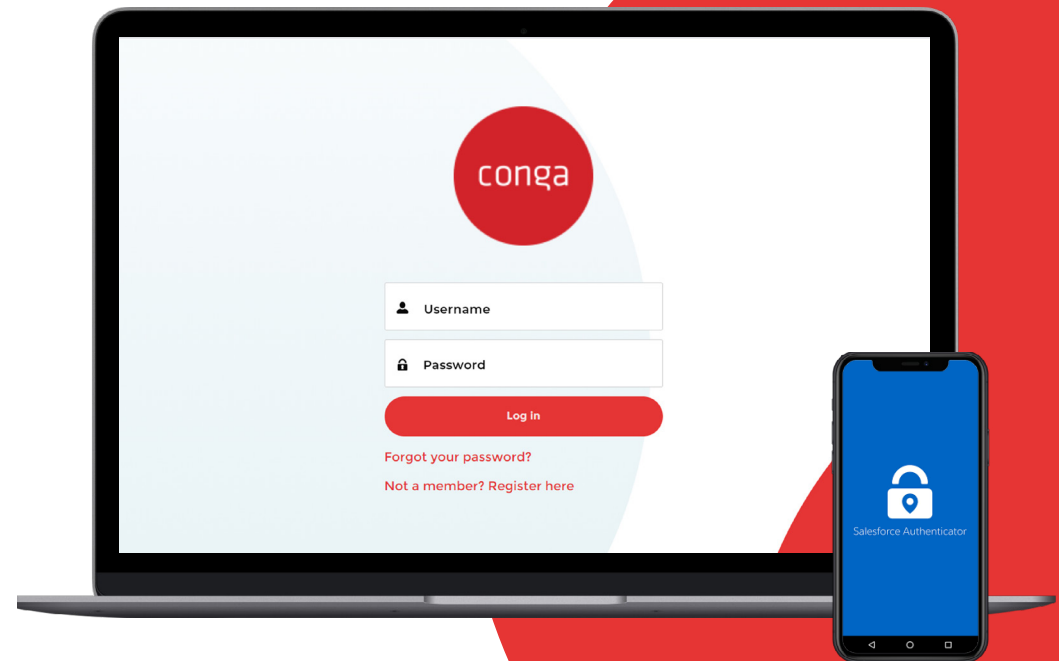 conga
Username
Password
Log In
Forgot your password?
Not a member? Register here
Salesforce Authenticator